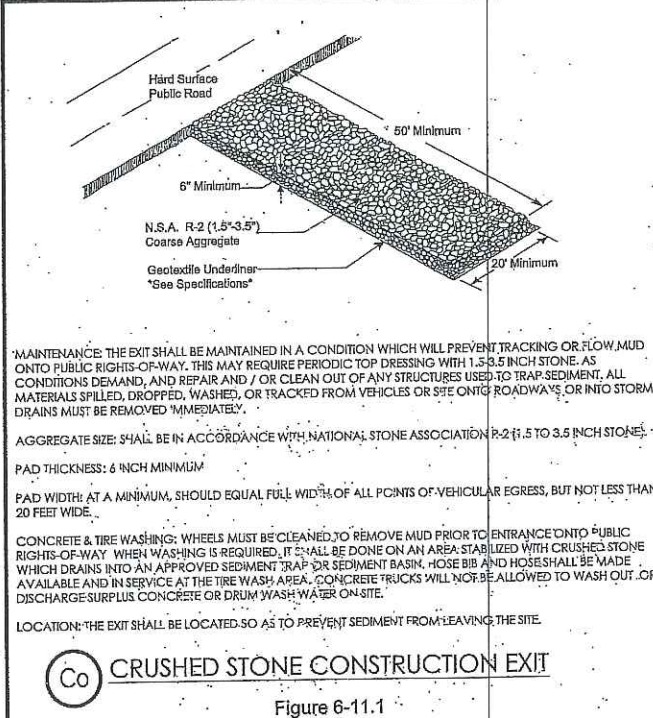 Hard Surface
Public Road
50' Minimum
6" Minimum
N.S.A. R-2 (1.5"-3.5")
Coarse Aggregate
Geotextile Underliner
*See Specifications*
20' Minimum
MAINTENANCE: THE EXIT SHALL BE MAINTAINED IN A CONDITION WHICH WILL PREVENT TRACKING OR FLOW MUD
ONTO PUBLIC RIGHTS-OF-WAY. THIS MAY REQUIRE PERIODIC TOP DRESSING WITH 1.5-3.5 INCH STONE. AS
CONDITIONS DEMAND, AND REPAIR AND / OR CLEAN OUT OF ANY STRUCTURES USED TO TRAP SEDIMENT. ALL
MATERIALS SPILLED, DROPPED, WASHED, OR TRACKED FROM VEHICLES OR SITE ONTO ROADWAYS OR INTO STORM
DRAINS MUST BE REMOVED IMMEDIATELY.
AGGREGATE SIZE: SHALL BE IN ACCORDANCE WITH NATIONAL STONE ASSOCIATION R-2 (1.5 TO 3.5 INCH STONE).
PAD THICKNESS: 6 INCH MINIMUM
PAD WIDTH: AT A MINIMUM, SHOULD EQUAL FULL WIDTH OF ALL POINTS OF VEHICULAR EGRESS, BUT NOT LESS THAN
20 FEET WIDE.
CONCRETE & TIRE WASHING: WHEELS MUST BE CLEANED TO REMOVE MUD PRIOR TO ENTRANCE ONTO PUBLIC
RIGHTS-OF-WAY WHEN WASHING IS REQUIRED, IT SHALL BE DONE ON AN AREA STABILIZED WITH CRUSHED STONE
WHICH DRAINS INTO AN APPROVED SEDIMENT TRAP OR SEDIMENT BASIN. HOSE BIB AND HOSE SHALL BE MADE
AVAILABLE AND IN SERVICE AT THE TIRE WASH AREA. CONCRETE TRUCKS WILL NOT BE ALLOWED TO WASH OUT OR
DISCHARGE SURPLUS CONCRETE OR DRUM WASH WATER ON SITE.
LOCATION: THE EXIT SHALL BE LOCATED SO AS TO PREVENT SEDIMENT FROM LEAVING THE SITE.
Co CRUSHED STONE CONSTRUCTION EXIT
Figure 6-11.1